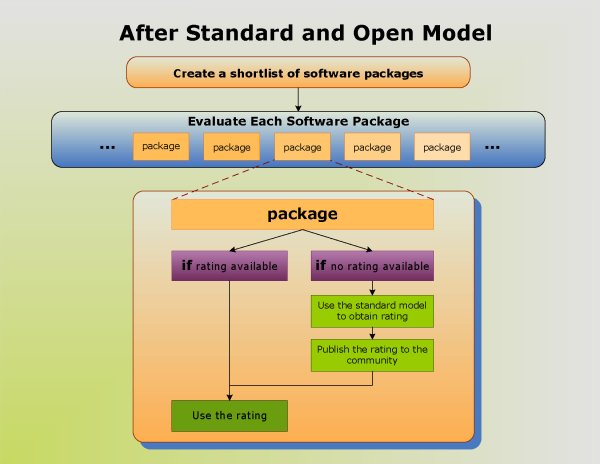 After Standard and Open Model
Create a shortlist of software packages
Evaluate Each Software Package
... package package package package package ...
package
if rating available if no rating available
Use the standard model
to obtain rating
Publish the rating to the
community
Use the rating